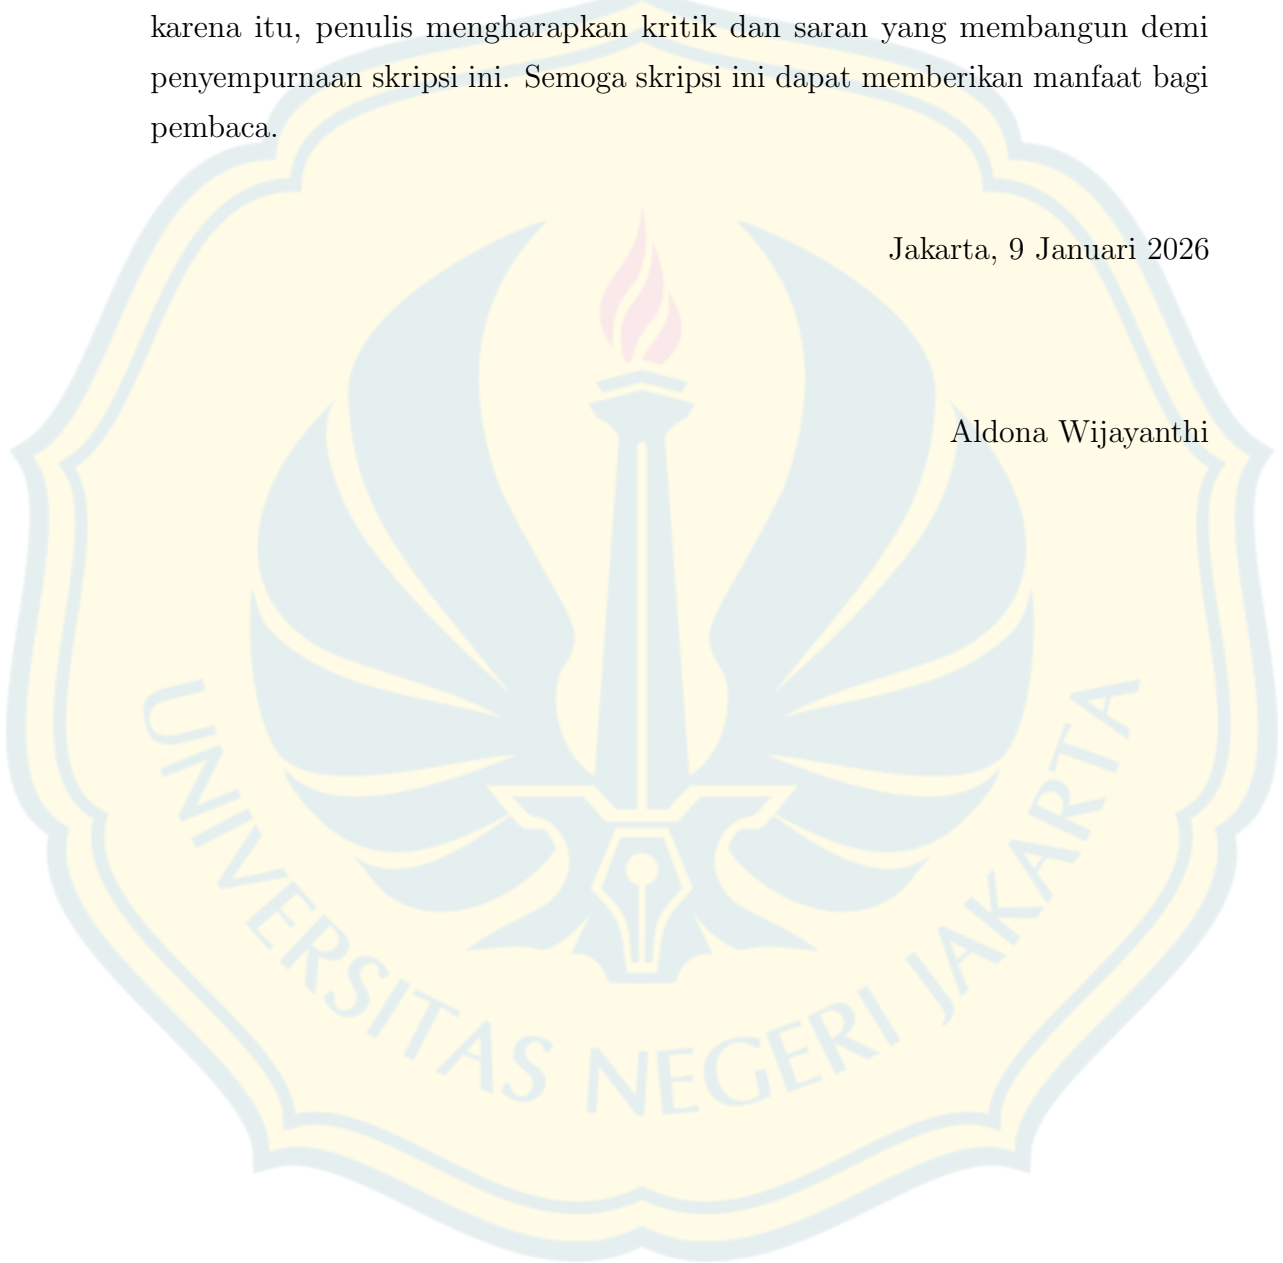 karena itu, penulis mengharapkan kritik dan saran yang membangun demi
penyempurnaan skripsi ini. Semoga skripsi ini dapat memberikan manfaat bagi
pembaca.
Jakarta, 9 Januari 2026
Aldona Wijayanthi
UNIVERSITAS NEGERI JAKARTA